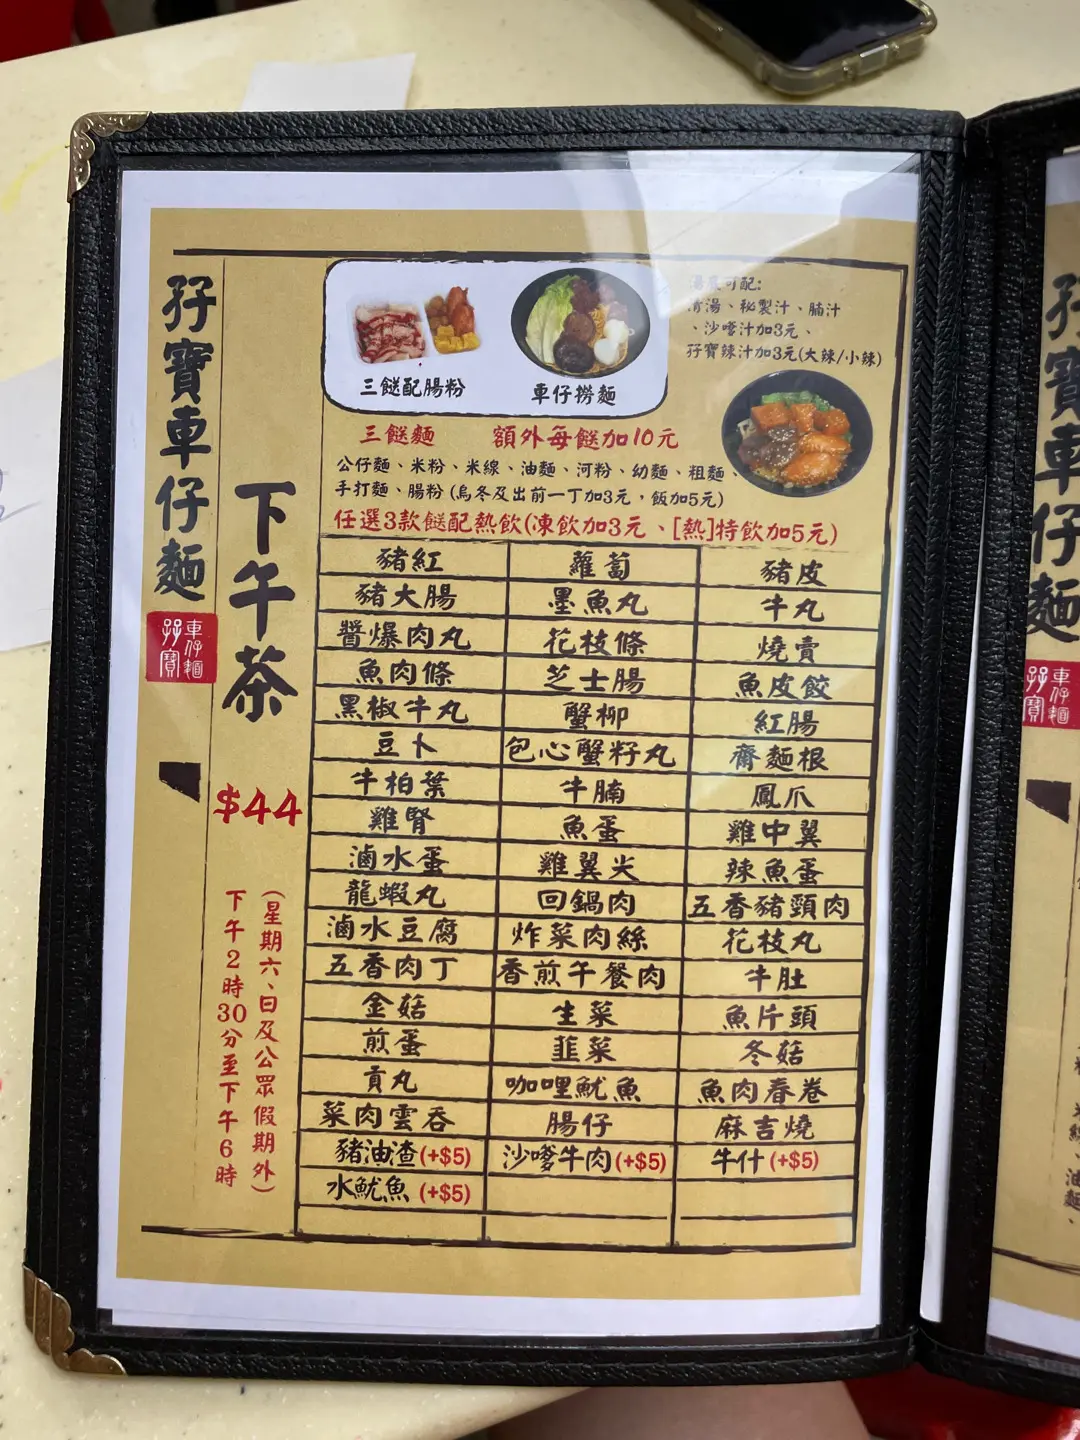 孖寶車仔麵
孖寶
車仔麵
下午茶
$44
(星期六、日及公眾假期外)
下午2時30分至下午6時
三餸配腸粉
車仔撈麵
可配:
清湯、秘製汁、腩汁
、沙嗲汁加3元、
孖寶辣汁加3元(大辣/小辣)
三餸麵 額外每餸加10元
公仔麵、米粉、米線、油麵、河粉、幼麵、粗麵、
手打麵、腸粉(烏冬及出前一丁加3元，飯加5元)
任選3款餸配熱飲(凍飲加3元、[熱]特飲加5元)
豬紅 蘿蔔 豬皮
豬大腸 墨魚丸 牛丸
醬爆肉丸 花枝條 燒賣
魚肉條 芝士腸 魚皮餃
黑椒牛丸 蟹柳 紅腸
豆卜 包心蟹籽丸 齋麵根
牛柏葉 牛腩 鳳爪
雞腎 魚蛋 雞中翼
滷水蛋 雞翼尖 辣魚蛋
龍蝦丸 回鍋肉 五香豬頸肉
滷水豆腐 炸菜肉絲 花枝丸
五香肉丁 香煎午餐肉 牛肚
金菇 生菜 魚片頭
煎蛋 韮菜 冬菇
貢丸 咖哩魷魚 魚肉春卷
菜肉雲吞 腸仔 麻吉燒
豬油渣(+$5) 沙嗲牛肉(+$5) 牛什(+$5)
水魷魚(+$5)
孖寶車仔麵
孖寶
車仔麵
油麵、